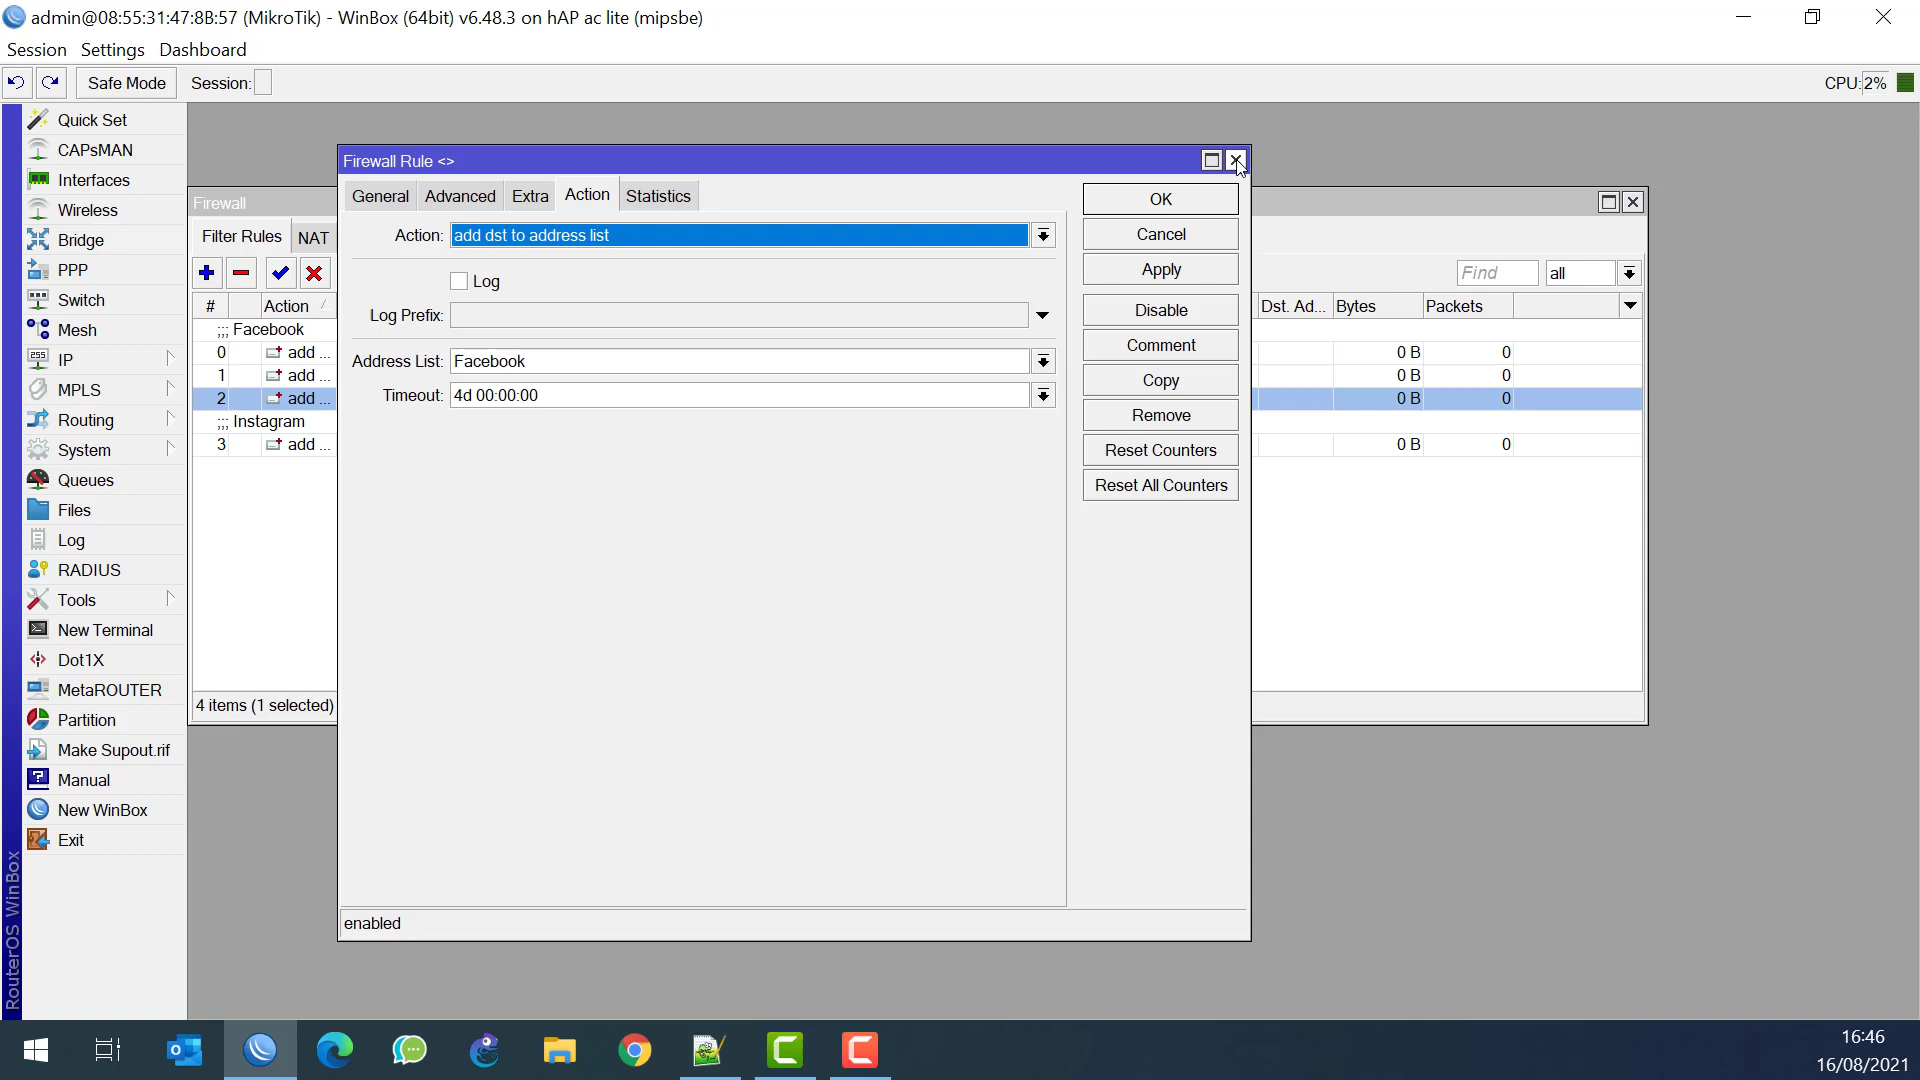 admin@08:55:31:47:8B:57 (MikroTik) - WinBox (64bit) v6.48.3 on hAP ac lite (mipsbe)
Session Settings Dashboard
Safe Mode Session: CPU: 2%
Quick Set
CAPsMAN
Interfaces
Wireless
Bridge
PPP
Switch
Mesh
IP
MPLS
Routing
System
Queues
Files
Log
RADIUS
Tools
New Terminal
Dot1X
MetaROUTER
Partition
Make Supout.rif
Manual
New WinBox
Exit
RouterOS WinBox
Firewall
Filter Rules NAT
Find all
# Action Dst. Ad... Bytes Packets
;;; Facebook
0 add ... 0 B 0
1 add ... 0 B 0
2 add ... 0 B 0
;;; Instagram
3 add ... 0 B 0
4 items (1 selected)
Firewall Rule <>
General Advanced Extra Action Statistics
Action: add dst to address list
Log
Log Prefix:
Address List: Facebook
Timeout: 4d 00:00:00
OK
Cancel
Apply
Disable
Comment
Copy
Remove
Reset Counters
Reset All Counters
enabled
16:46
16/08/2021